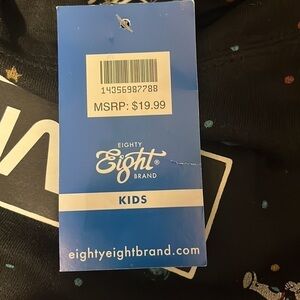 14356987788
MSRP: $19.99
EIGHTY
Eight®
BRAND
KIDS
eightyeightbrand.com